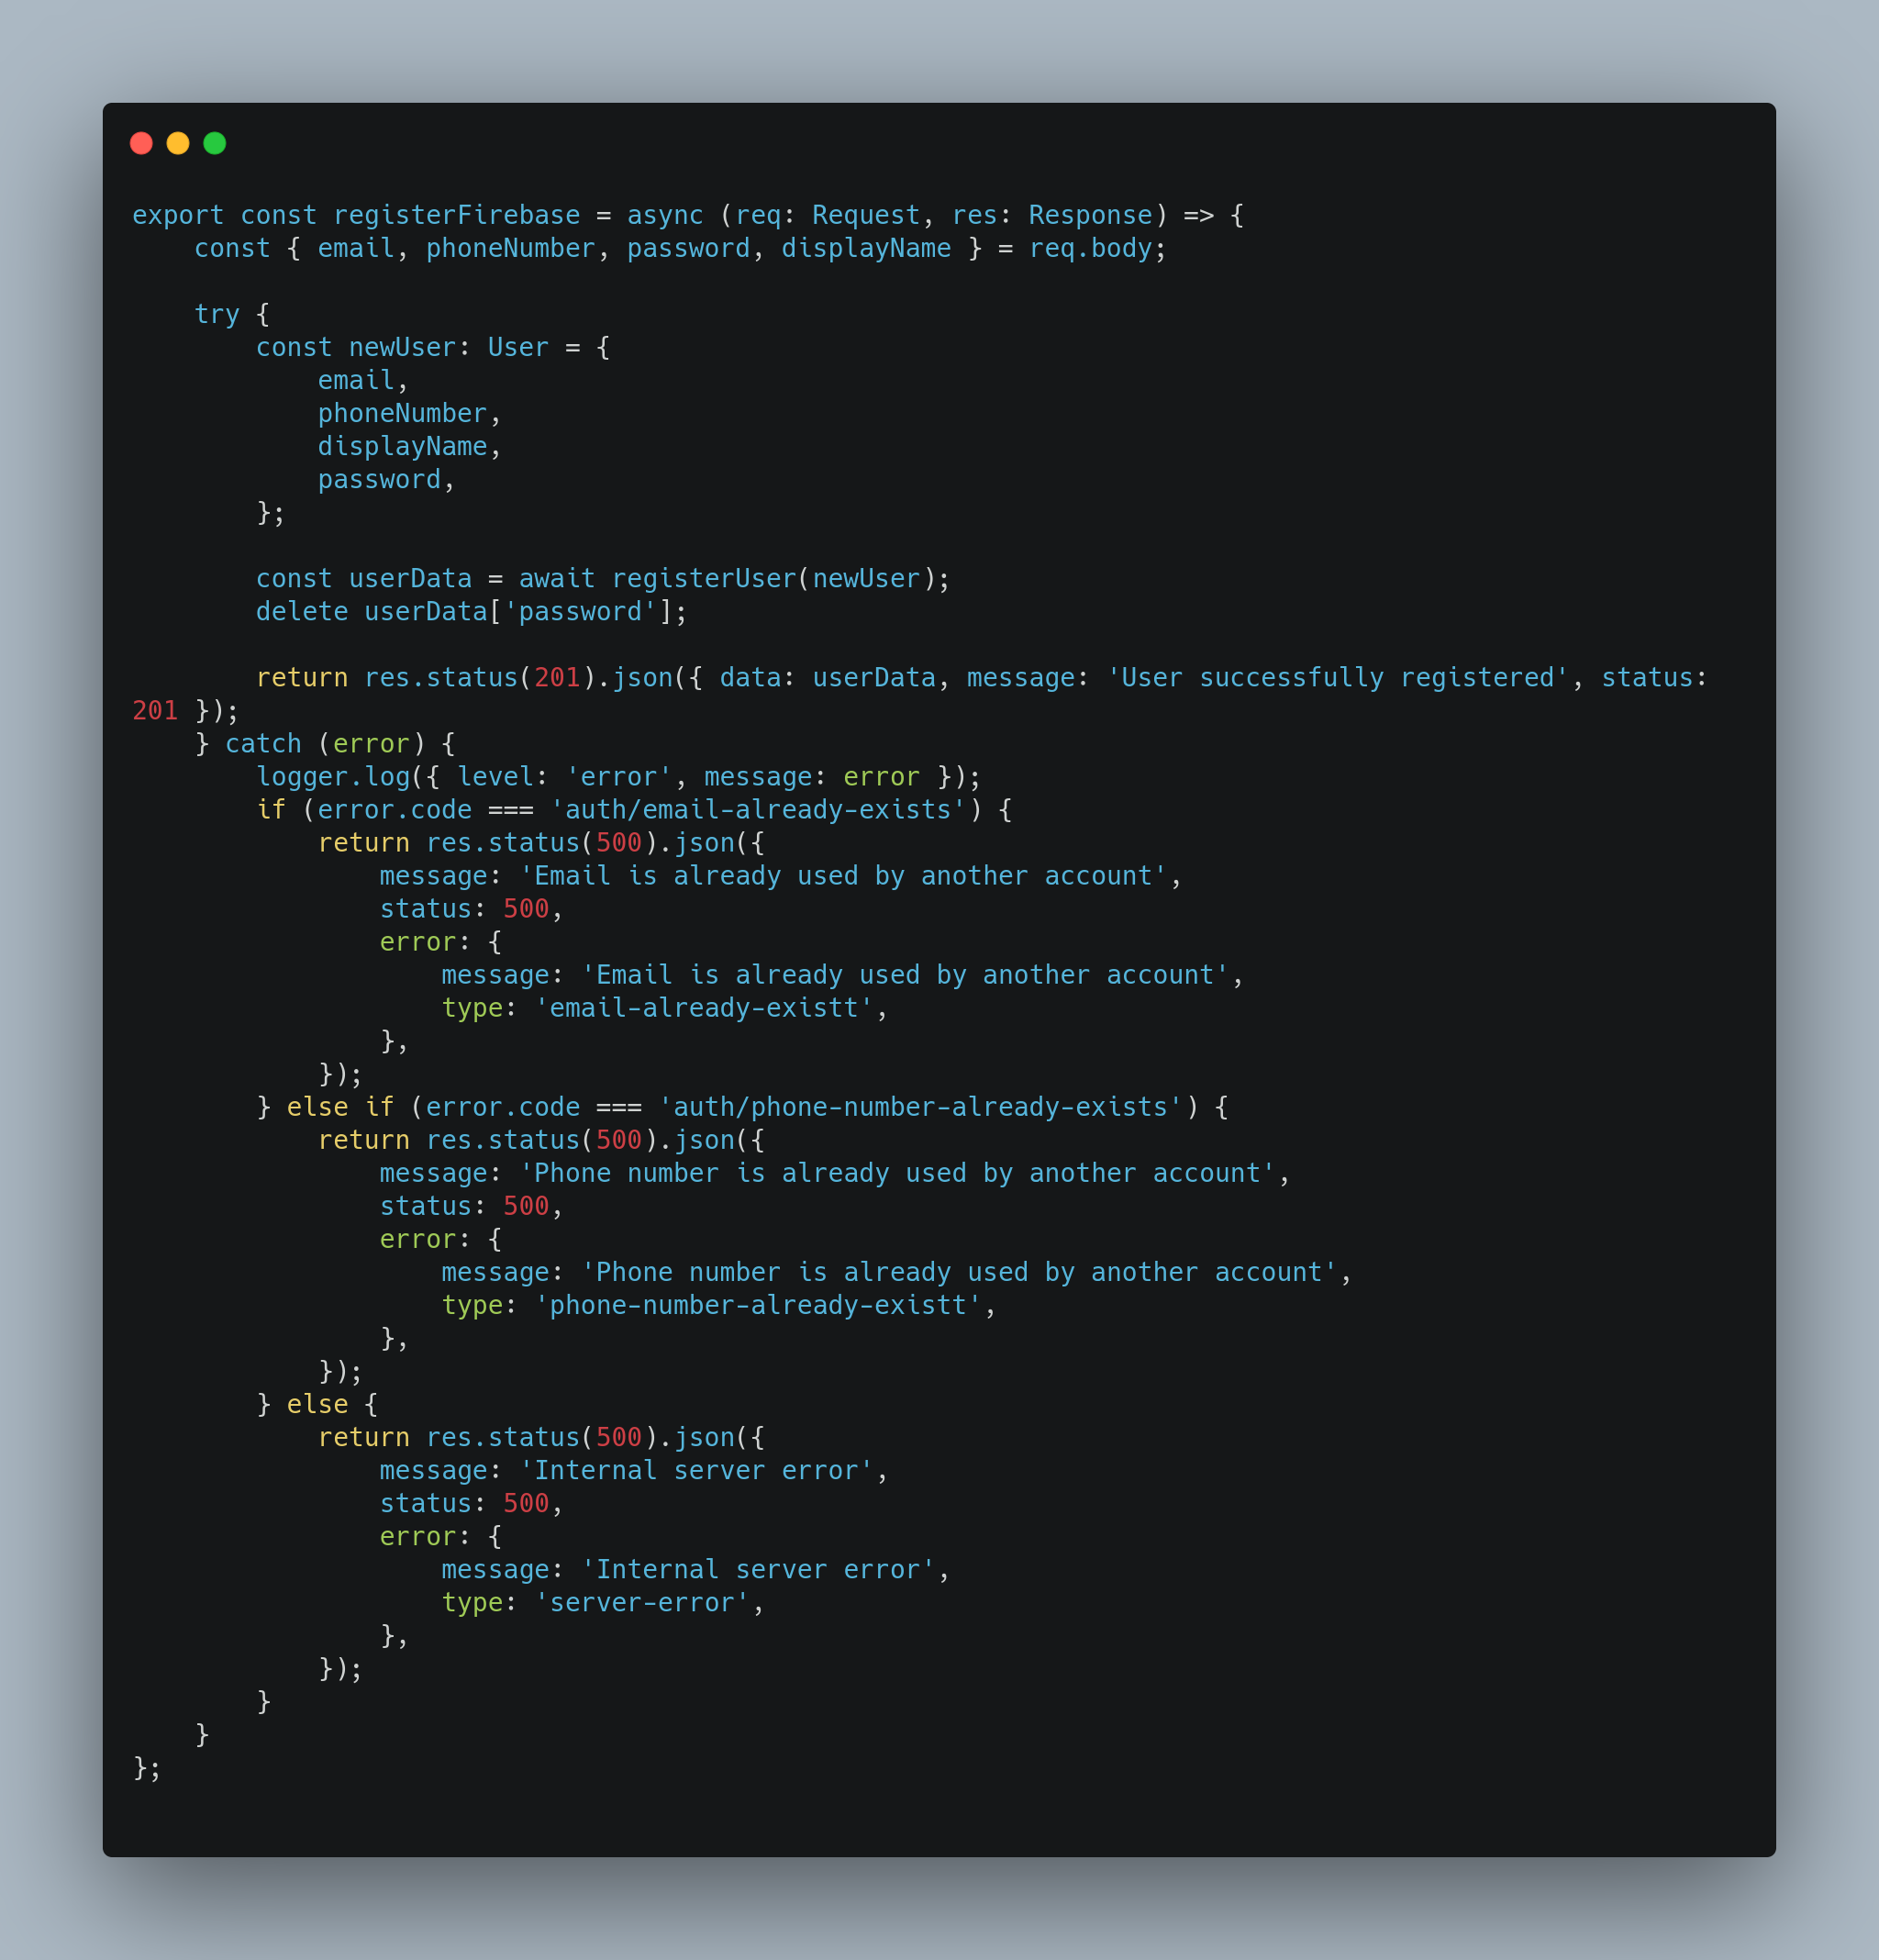 export const registerFirebase = async (req: Request, res: Response) => {
    const { email, phoneNumber, password, displayName } = req.body;

    try {
        const newUser: User = {
            email,
            phoneNumber,
            displayName,
            password,
        };

        const userData = await registerUser(newUser);
        delete userData['password'];

        return res.status(201).json({ data: userData, message: 'User successfully registered', status:
201 });
    } catch (error) {
        logger.log({ level: 'error', message: error });
        if (error.code === 'auth/email-already-exists') {
            return res.status(500).json({
                message: 'Email is already used by another account',
                status: 500,
                error: {
                    message: 'Email is already used by another account',
                    type: 'email-already-existt',
                },
            });
        } else if (error.code === 'auth/phone-number-already-exists') {
            return res.status(500).json({
                message: 'Phone number is already used by another account',
                status: 500,
                error: {
                    message: 'Phone number is already used by another account',
                    type: 'phone-number-already-existt',
                },
            });
        } else {
            return res.status(500).json({
                message: 'Internal server error',
                status: 500,
                error: {
                    message: 'Internal server error',
                    type: 'server-error',
                },
            });
        }
    }
};